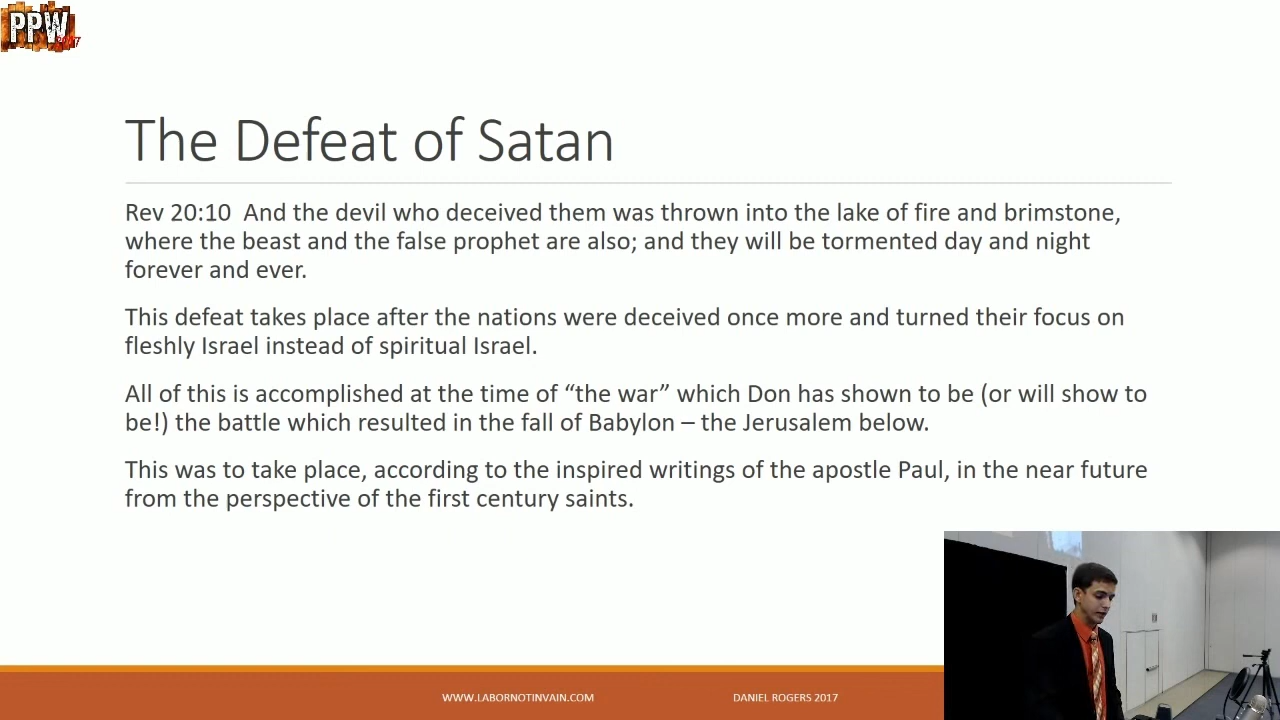 PPW
2017
The Defeat of Satan
Rev 20:10  And the devil who deceived them was thrown into the lake of fire and brimstone,
where the beast and the false prophet are also; and they will be tormented day and night
forever and ever.
This defeat takes place after the nations were deceived once more and turned their focus on
fleshly Israel instead of spiritual Israel.
All of this is accomplished at the time of “the war” which Don has shown to be (or will show to
be!) the battle which resulted in the fall of Babylon – the Jerusalem below.
This was to take place, according to the inspired writings of the apostle Paul, in the near future
from the perspective of the first century saints.
WWW.LABORNOTINVAIN.COM
DANIEL ROGERS 2017